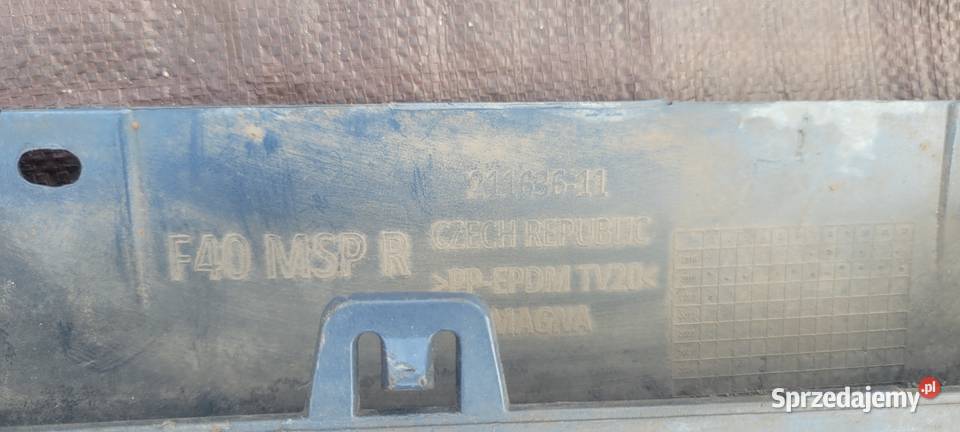 211636-11
F40 MSP R
CZECH REPUBLIC
>PP-EPDM TV20<
MAGNA
Sprzedajemy.pl